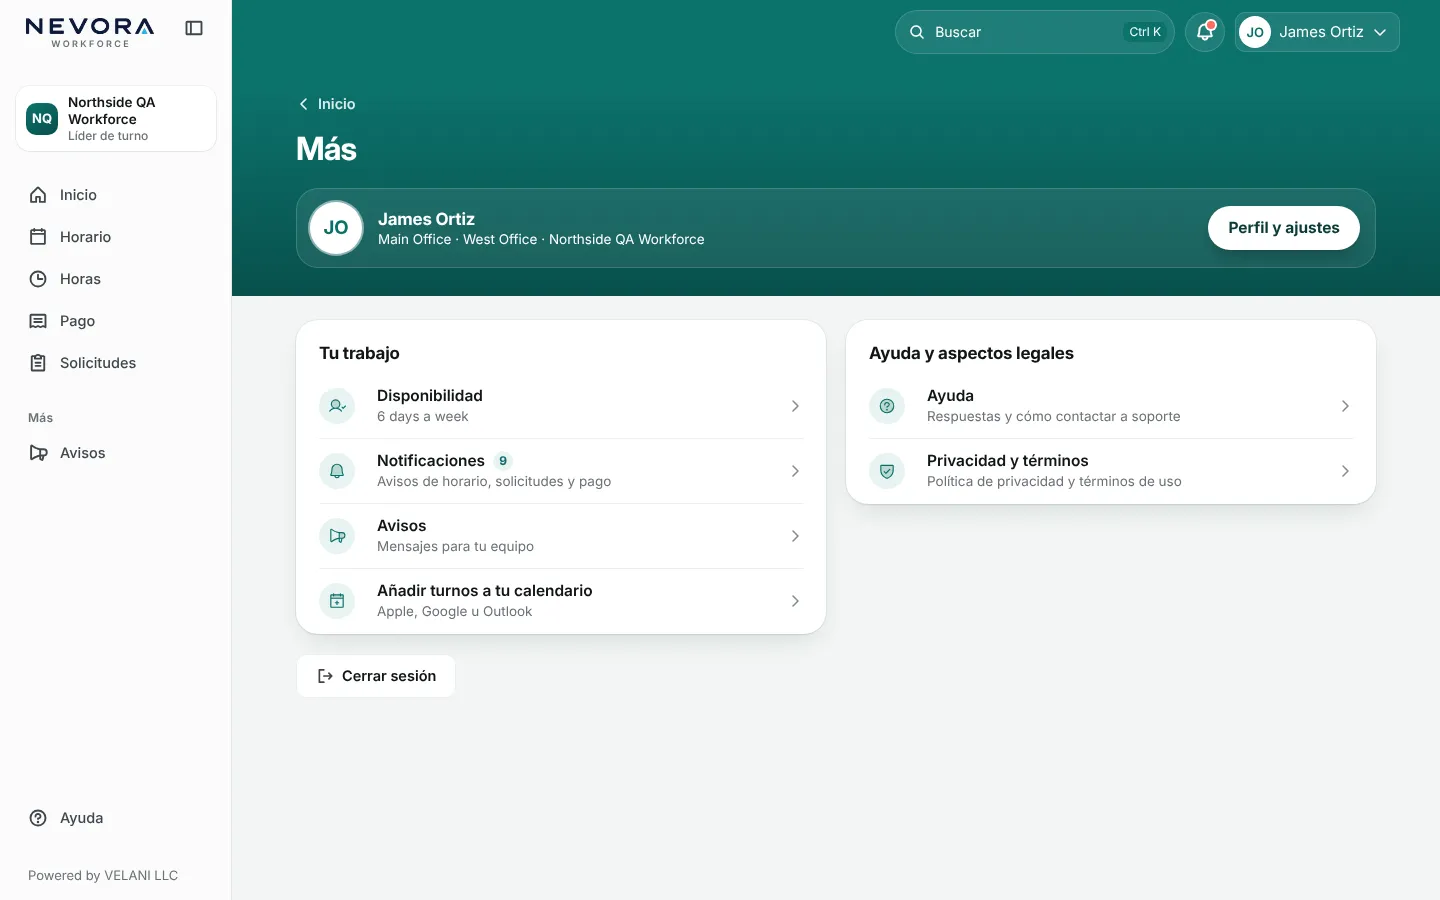 NEVORA
WORKFORCE
Northside QA
Workforce
Líder de turno
NQ
Inicio
Horario
Horas
Pago
Solicitudes
Más
Avisos
Ayuda
Powered by VELANI LLC
Buscar
Ctrl K
JO
James Ortiz
Inicio
Más
JO
James Ortiz
Main Office · West Office · Northside QA Workforce
Perfil y ajustes
Tu trabajo
Disponibilidad
6 days a week
Notificaciones 9
Avisos de horario, solicitudes y pago
Avisos
Mensajes para tu equipo
Añadir turnos a tu calendario
Apple, Google u Outlook
Ayuda y aspectos legales
Ayuda
Respuestas y cómo contactar a soporte
Privacidad y términos
Política de privacidad y términos de uso
Cerrar sesión